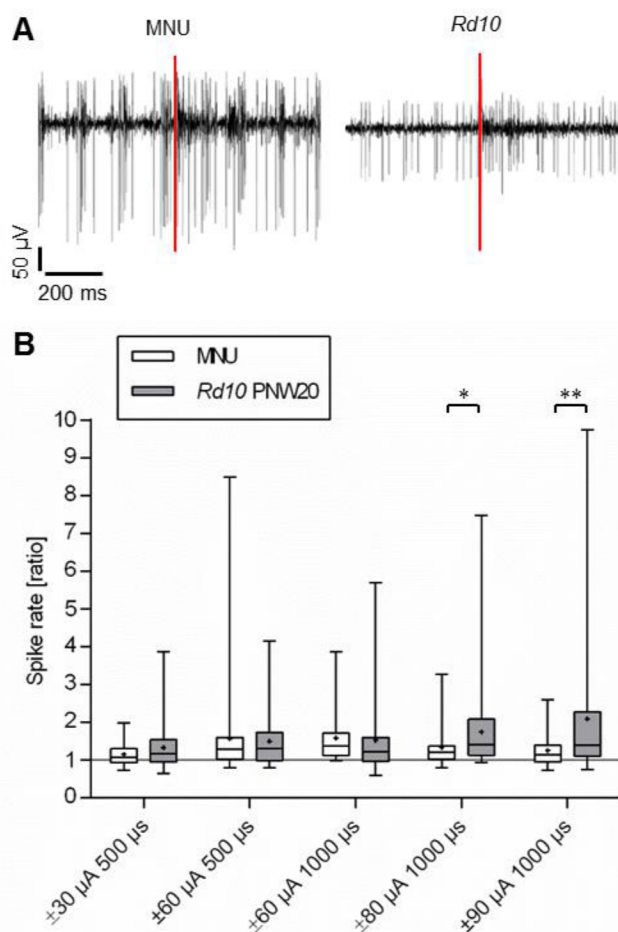 A
MNU
Rd10
50 µV
200 ms
B
MNU
Rd10 PNW20
* **
10
9
8
7
6
5
4
3
2
1
0
Spike rate [ratio]
±30 µA 500 µs
±60 µA 500 µs
±60 µA 1000 µs
±80 µA 1000 µs
±90 µA 1000 µs